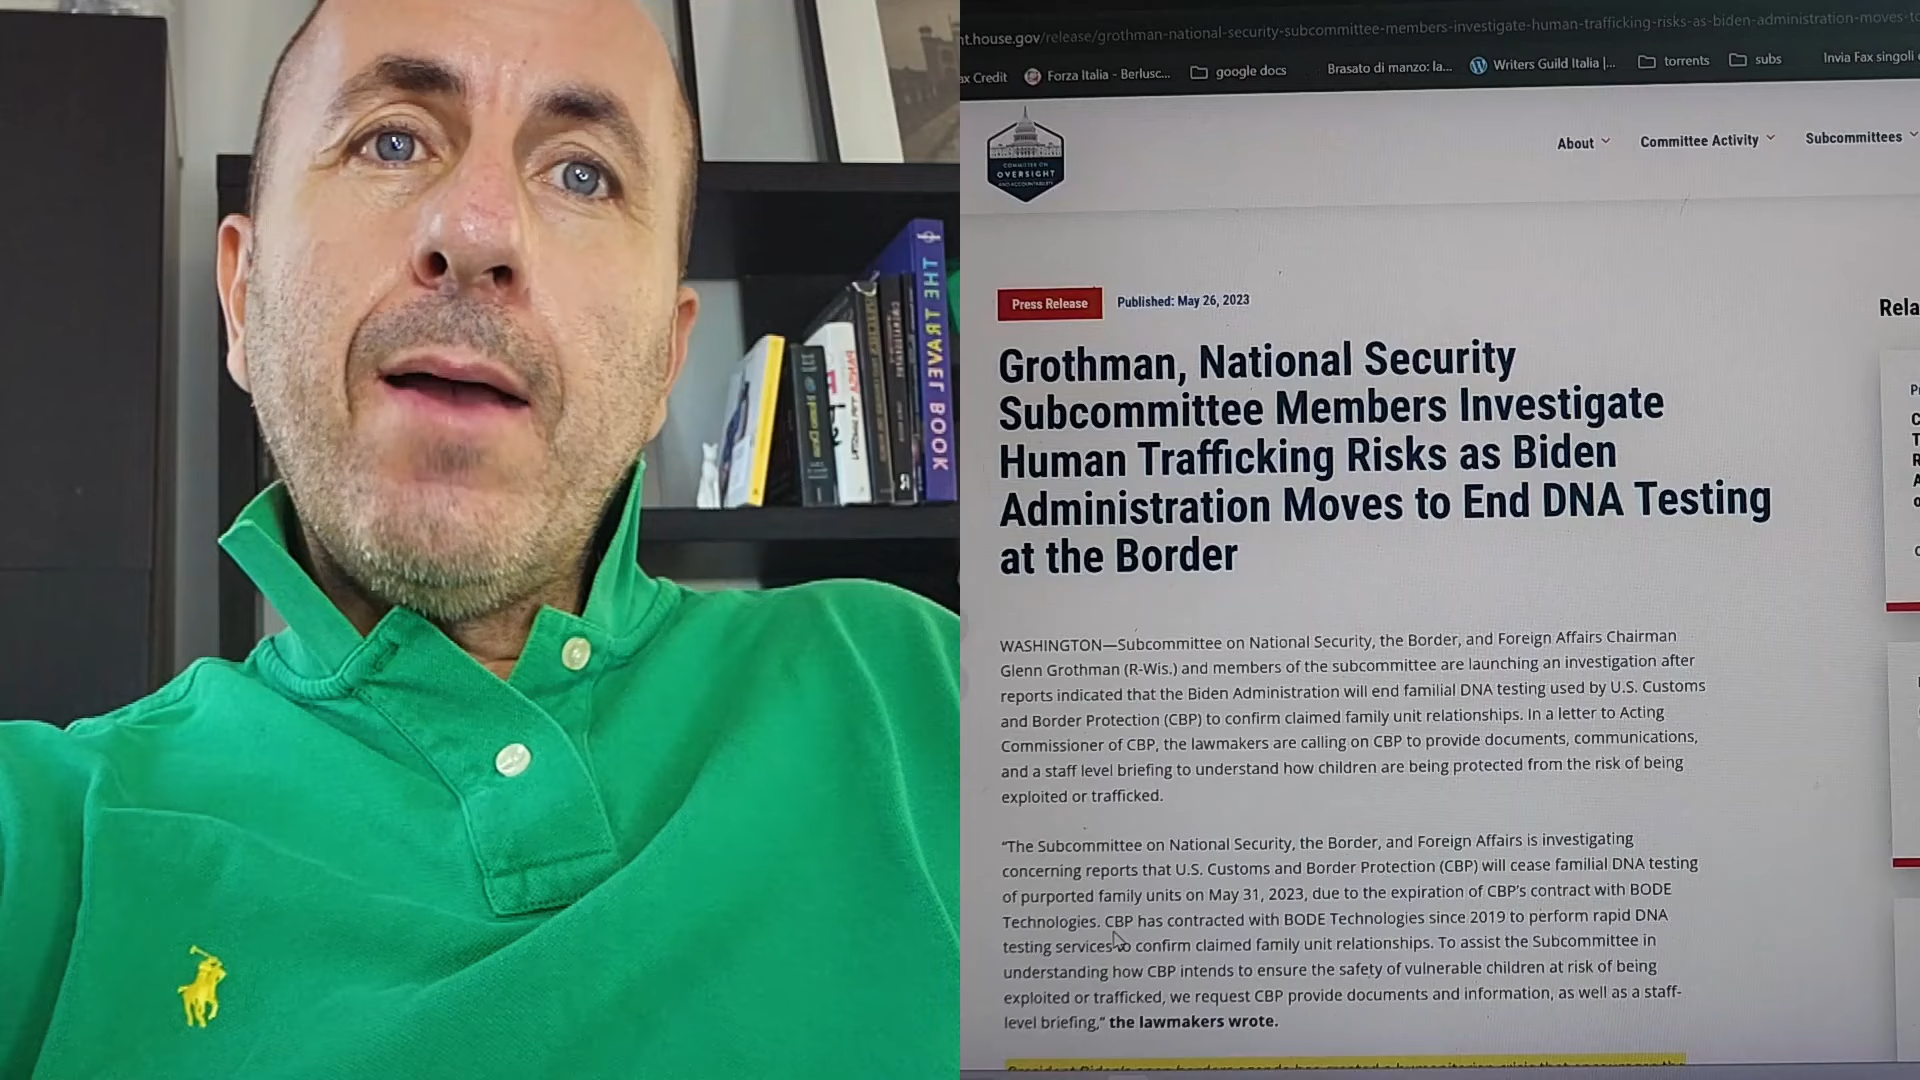 THE TRAVEL BOOK
nt.house.gov/release/grothman-national-security-subcommittee-members-investigate-human-trafficking-risks-as-biden-administration-moves-to
ax Credit Forza Italia - Berlusc... google docs Brasato di manzo: la... Writers Guild Italia |... torrents subs Invia Fax singoli
COMMITTEE ON
OVERSIGHT
AND ACCOUNTABILITY
About Committee Activity Subcommittees
Press Release Published: May 26, 2023
Rela
Grothman, National Security
Subcommittee Members Investigate
Human Trafficking Risks as Biden
Administration Moves to End DNA Testing
at the Border
WASHINGTON—Subcommittee on National Security, the Border, and Foreign Affairs Chairman
Glenn Grothman (R-Wis.) and members of the subcommittee are launching an investigation after
reports indicated that the Biden Administration will end familial DNA testing used by U.S. Customs
and Border Protection (CBP) to confirm claimed family unit relationships. In a letter to Acting
Commissioner of CBP, the lawmakers are calling on CBP to provide documents, communications,
and a staff level briefing to understand how children are being protected from the risk of being
exploited or trafficked.
“The Subcommittee on National Security, the Border, and Foreign Affairs is investigating
concerning reports that U.S. Customs and Border Protection (CBP) will cease familial DNA testing
of purported family units on May 31, 2023, due to the expiration of CBP’s contract with BODE
Technologies. CBP has contracted with BODE Technologies since 2019 to perform rapid DNA
testing services to confirm claimed family unit relationships. To assist the Subcommittee in
understanding how CBP intends to ensure the safety of vulnerable children at risk of being
exploited or trafficked, we request CBP provide documents and information, as well as a staff-
level briefing,” the lawmakers wrote.